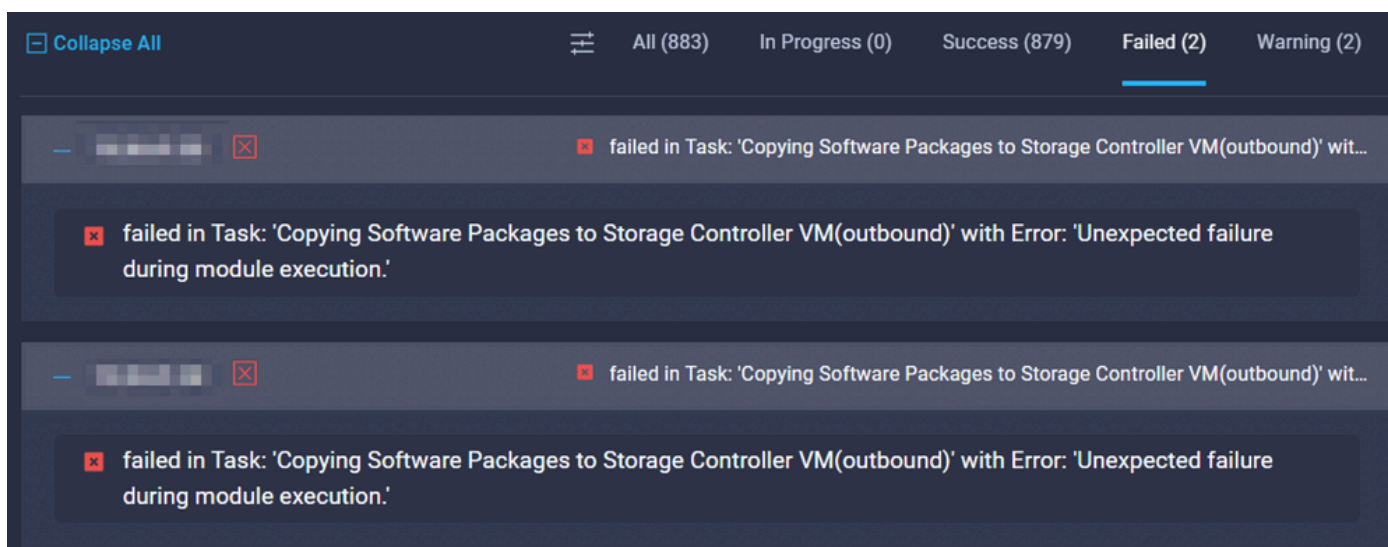 Collapse All All (883) In Progress (0) Success (879) Failed (2) Warning (2)
failed in Task: 'Copying Software Packages to Storage Controller VM(outbound)' wit...
failed in Task: 'Copying Software Packages to Storage Controller VM(outbound)' with Error: 'Unexpected failure
during module execution.'
failed in Task: 'Copying Software Packages to Storage Controller VM(outbound)' wit...
failed in Task: 'Copying Software Packages to Storage Controller VM(outbound)' with Error: 'Unexpected failure
during module execution.'